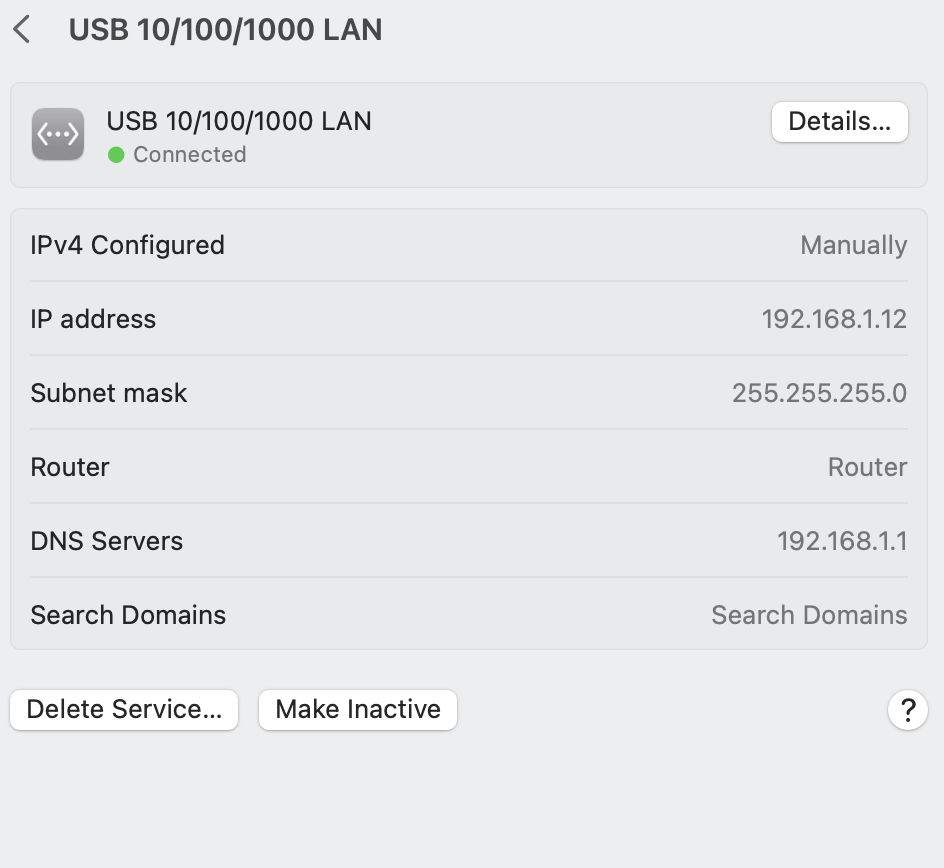 USB 10/100/1000 LAN
USB 10/100/1000 LAN
Details...
Connected
IPv4 Configured Manually
IP address 192.168.1.12
Subnet mask 255.255.255.0
Router Router
DNS Servers 192.168.1.1
Search Domains Search Domains
Delete Service... Make Inactive ?